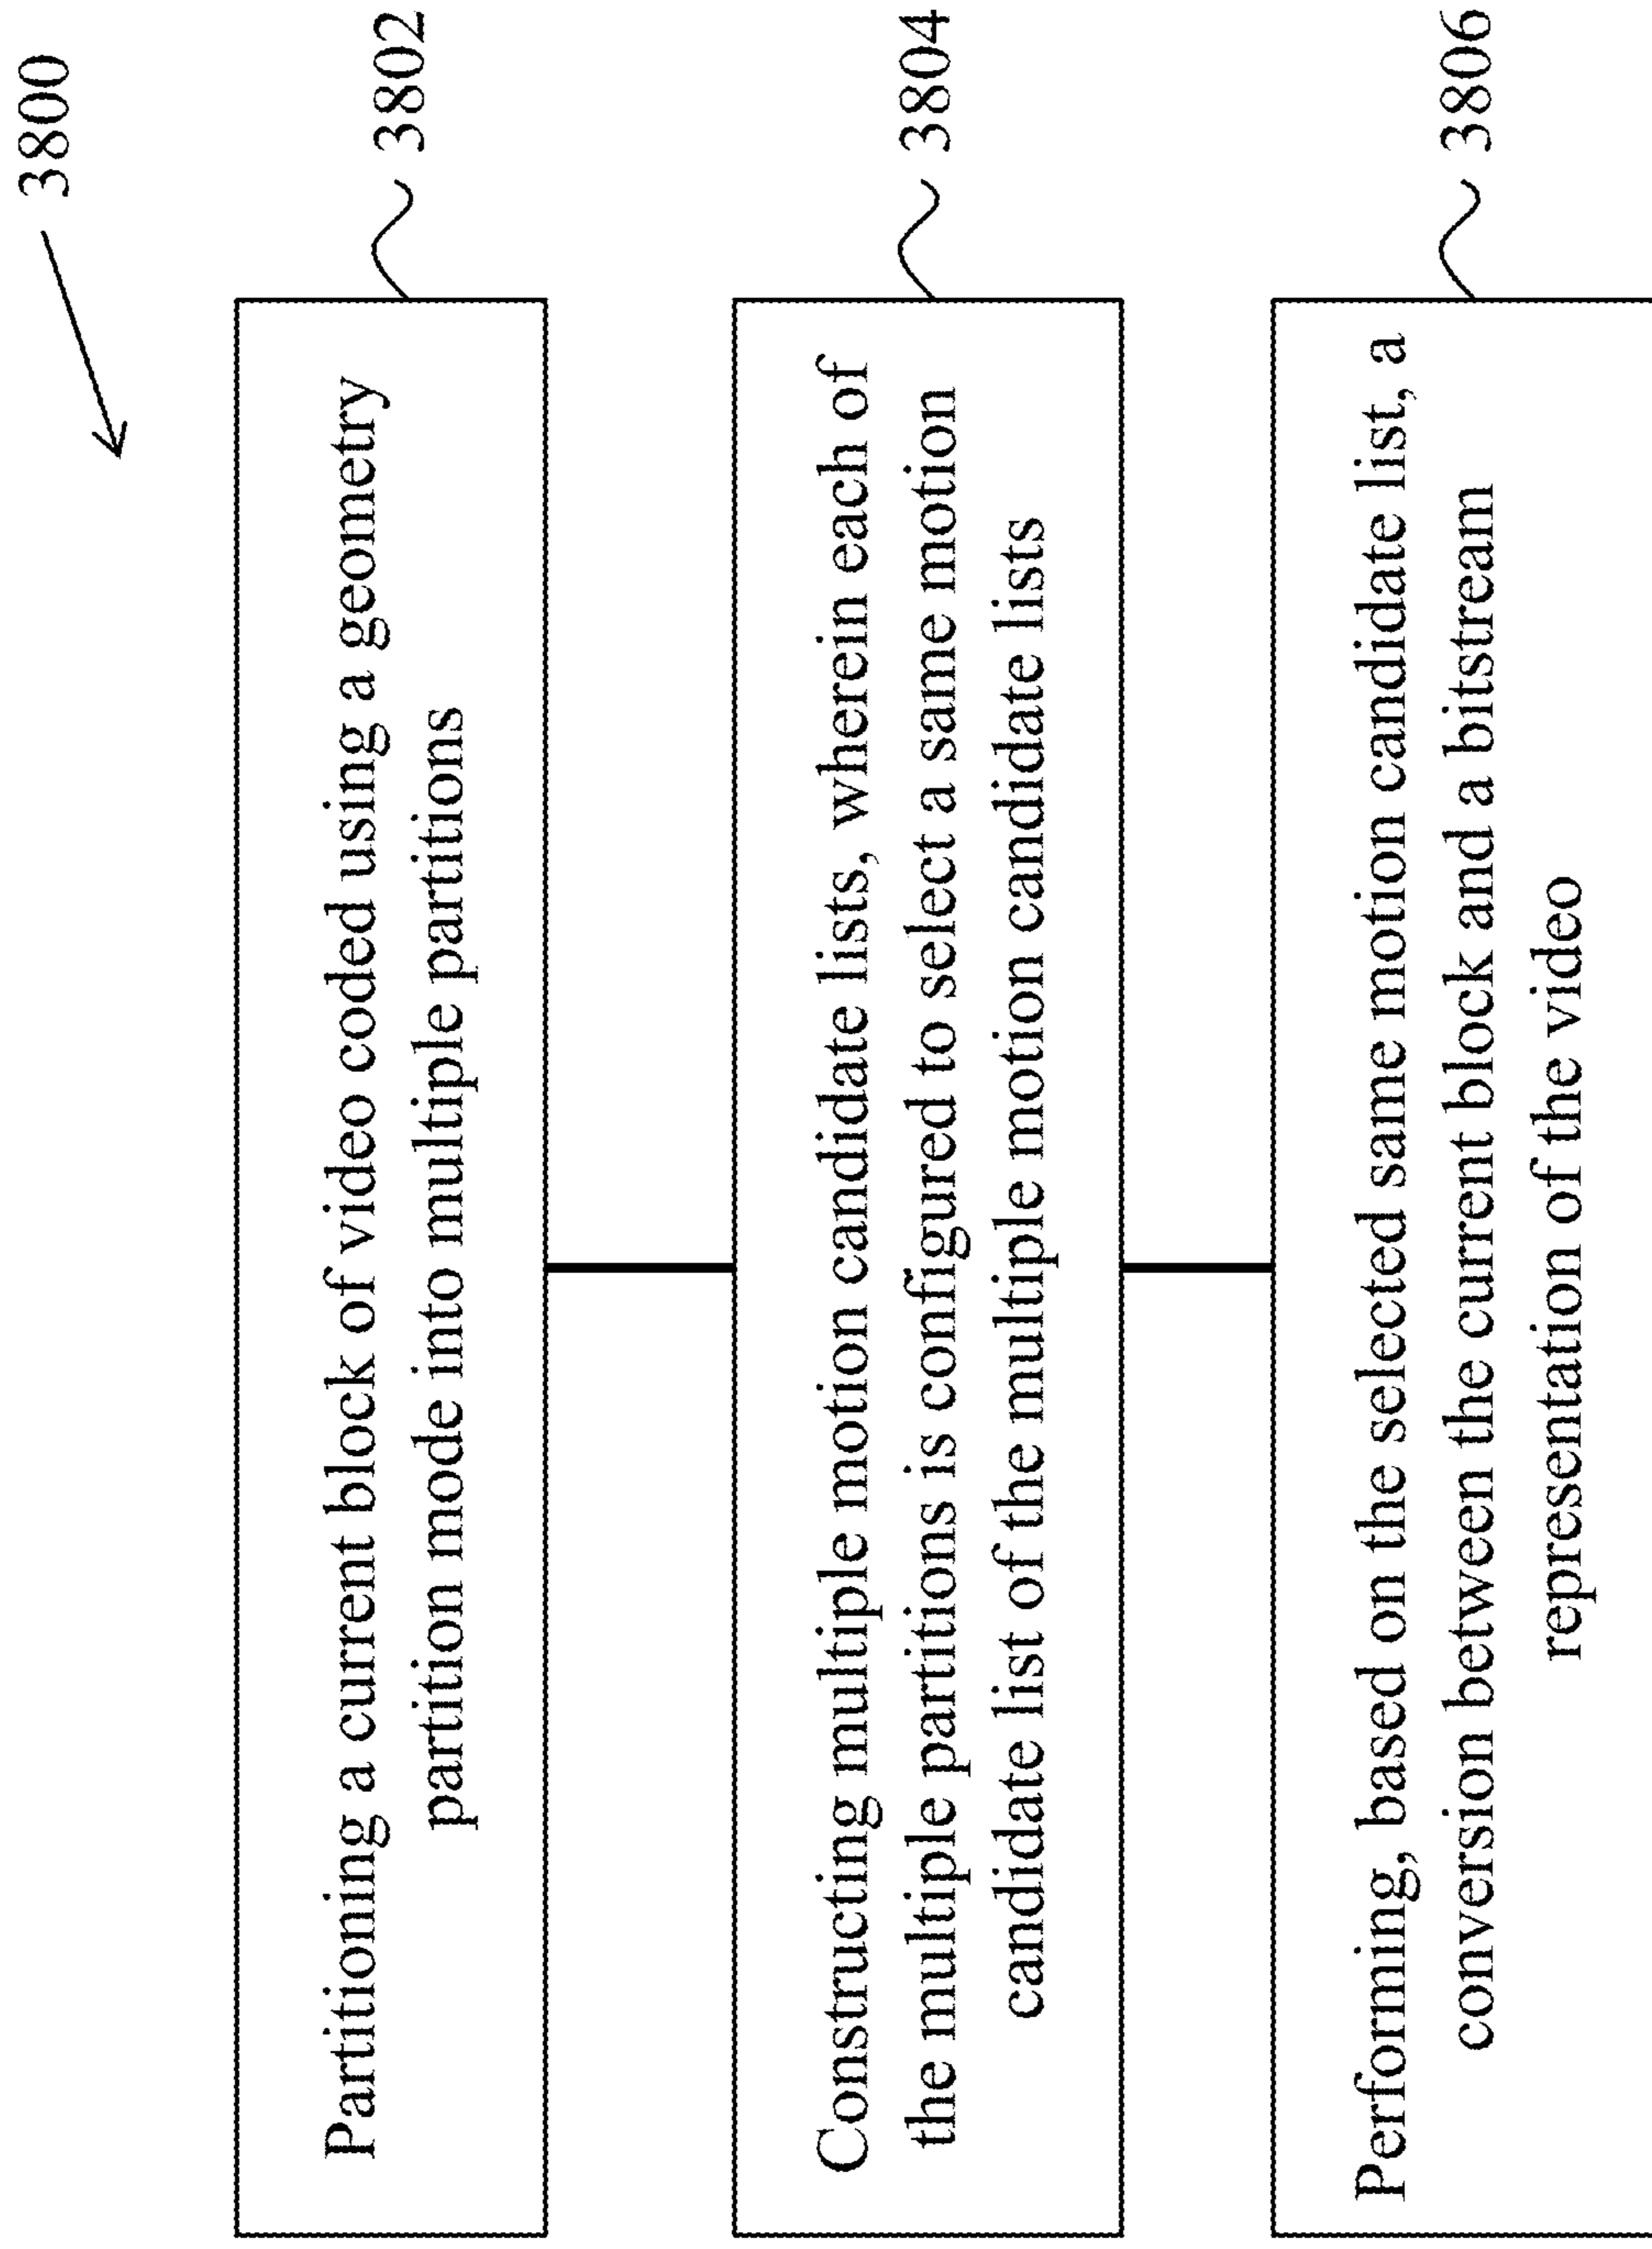 3800
Partitioning a current block of video coded using a geometry
partition mode into multiple partitions
3802
Constructing multiple motion candidate lists, wherein each of
the multiple partitions is configured to select a same motion
candidate list of the multiple motion candidate lists
3804
Performing, based on the selected same motion candidate list, a
conversion between the current block and a bitstream
representation of the video
3806